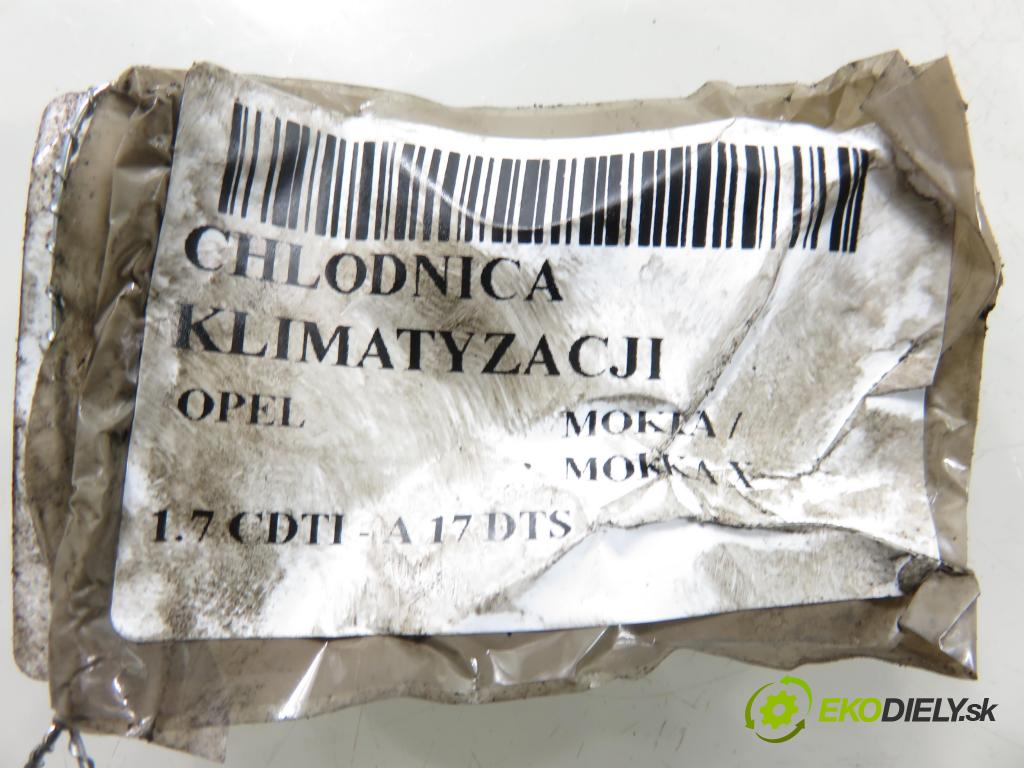 CHLODNICA
KLIMATYZACJI
OPEL MOKKA /
MOKKA X
1.7 CDTI - A 17 DTS
EKODIELY.sk